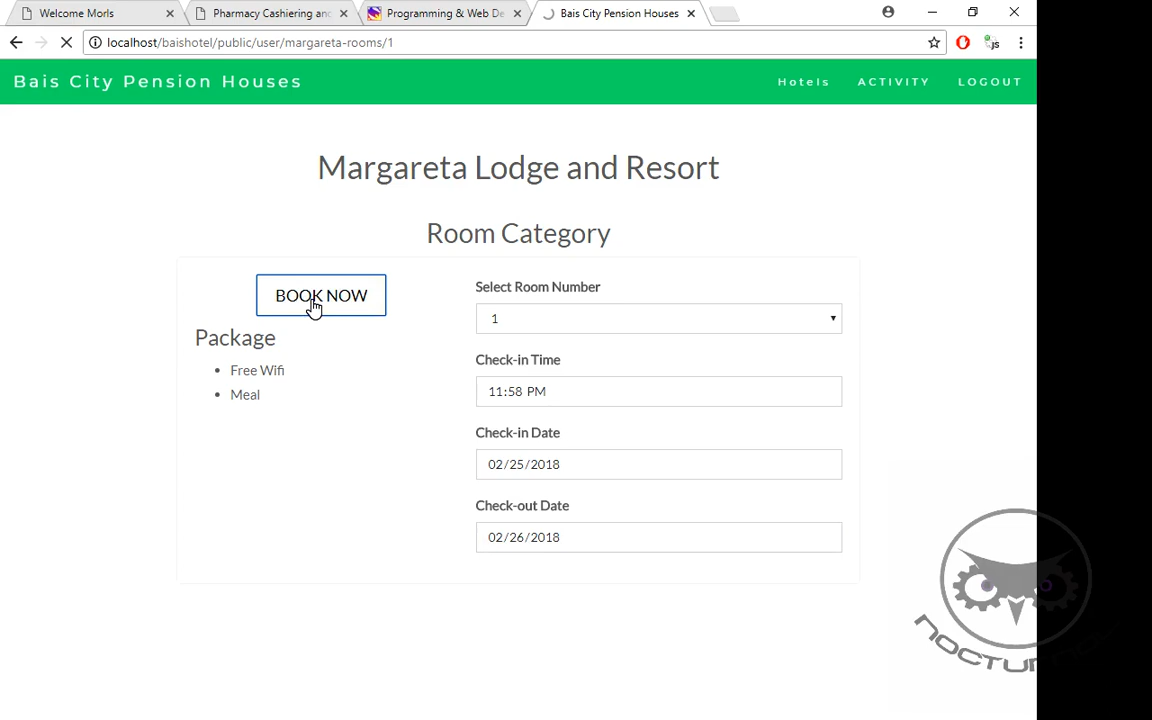 Welcome Morls
Pharmacy Cashiering an
Programming & Web De
Bais City Pension Houses
localhost/baishotel/public/user/margareta-rooms/1
js
Bais City Pension Houses
Hotels ACTIVITY LOGOUT
Margareta Lodge and Resort
Room Category
BOOK NOW
Package
Free Wifi
Meal
Select Room Number
1
Check-in Time
11:58 PM
Check-in Date
02/25/2018
Check-out Date
02/26/2018